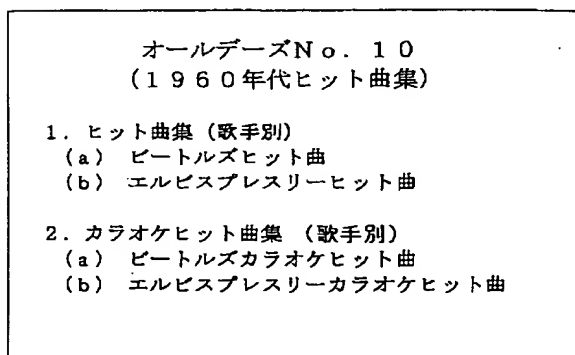 オールデーズNo．１０
（１９６０年代ヒット曲集）
１．ヒット曲集（歌手別）
（a） ビートルズヒット曲
（b） エルビスプレスリーヒット曲
２．カラオケヒット曲集 （歌手別）
（a） ビートルズカラオケヒット曲
（b） エルビスプレスリーカラオケヒット曲